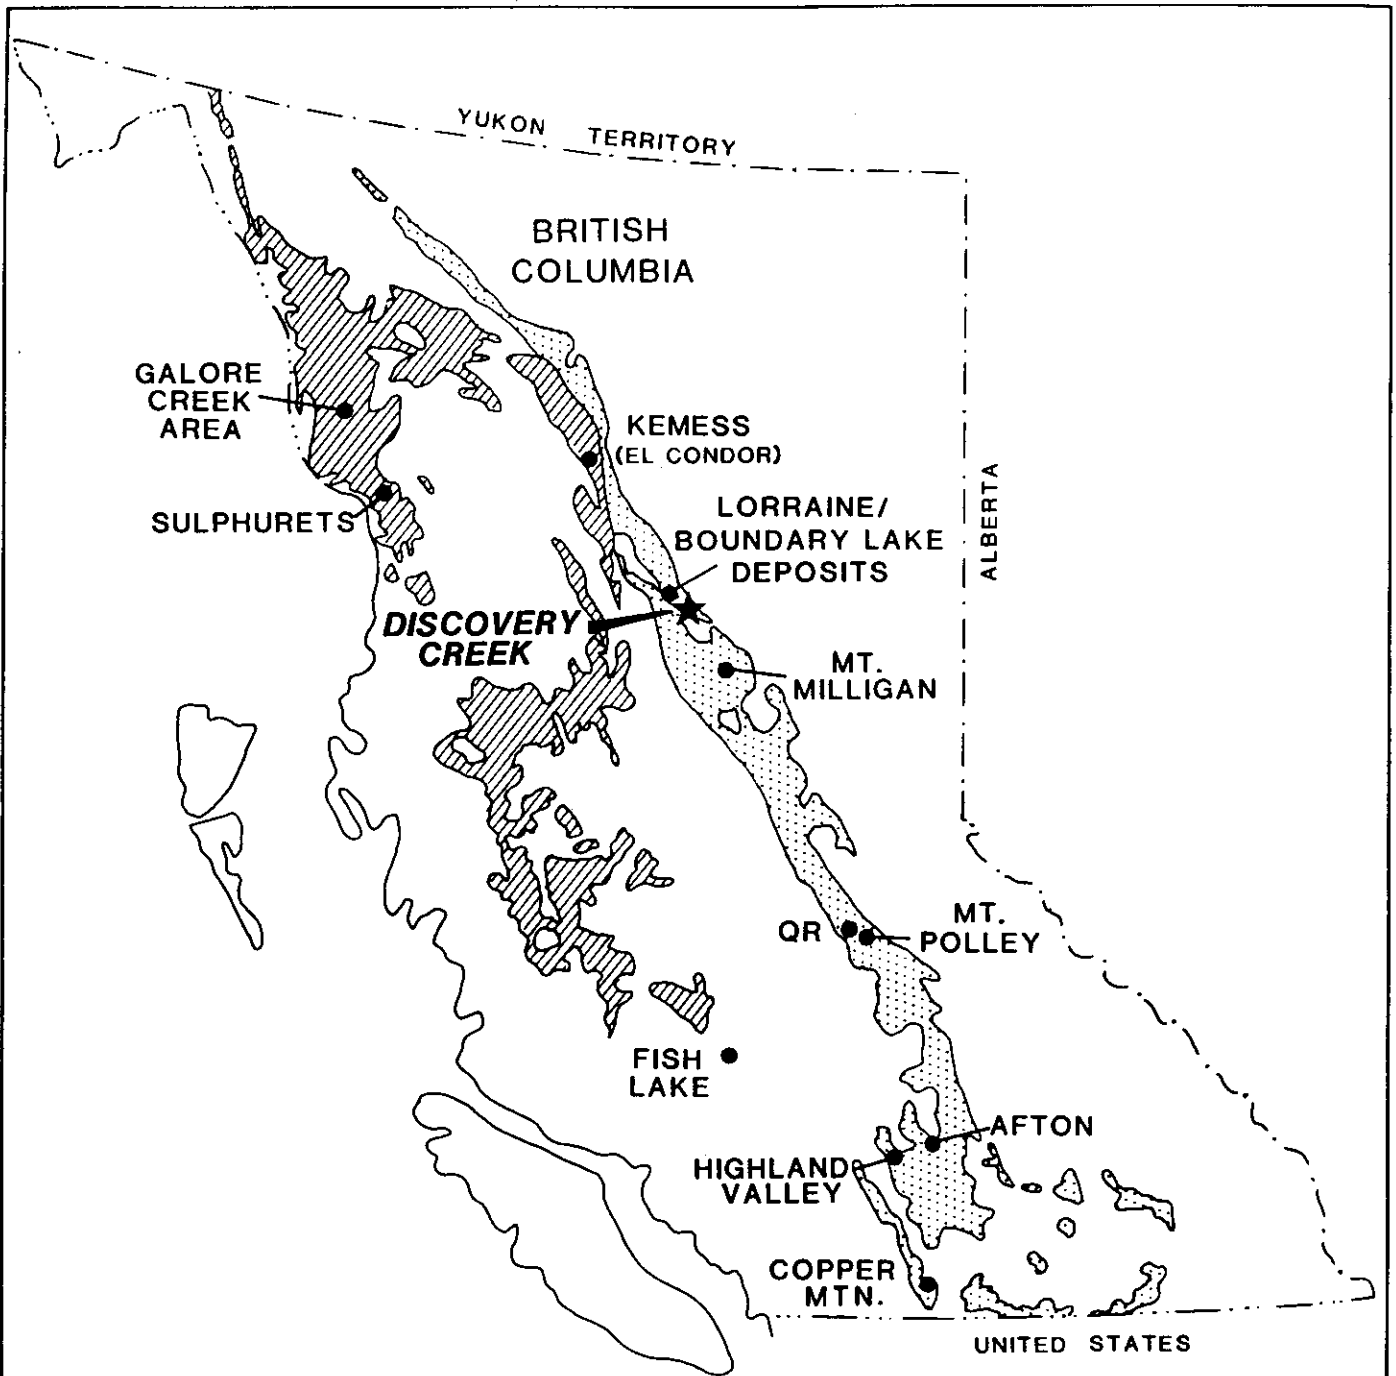 YUKON TERRITORY
BRITISH
COLUMBIA
GALORE
CREEK
AREA
KEMESS
(EL CONDOR)
ALBERTA
SULPHURETS
LORRAINE/
BOUNDARY LAKE
DEPOSITS
DISCOVERY
CREEK
MT.
MILLIGAN
QR
MT.
POLLEY
FISH
LAKE
AFTON
HIGHLAND
VALLEY
COPPER
MTN.
UNITED STATES